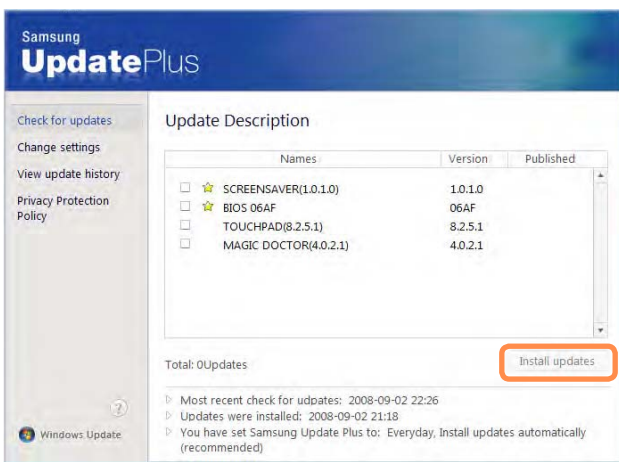 Samsung
UpdatePlus
Check for updates
Change settings
View update history
Privacy Protection
Policy
Windows Update
Update Description
Names Version Published
SCREENSAVER(1.0.1.0) 1.0.1.0
BIOS 06AF 06AF
TOUCHPAD(8.2.5.1) 8.2.5.1
MAGIC DOCTOR(4.0.2.1) 4.0.2.1
Total: 0Updates
Install updates
Most recent check for udpates: 2008-09-02 22:26
Updates were installed: 2008-09-02 21:18
You have set Samsung Update Plus to: Everyday, Install updates automatically
(recommended)